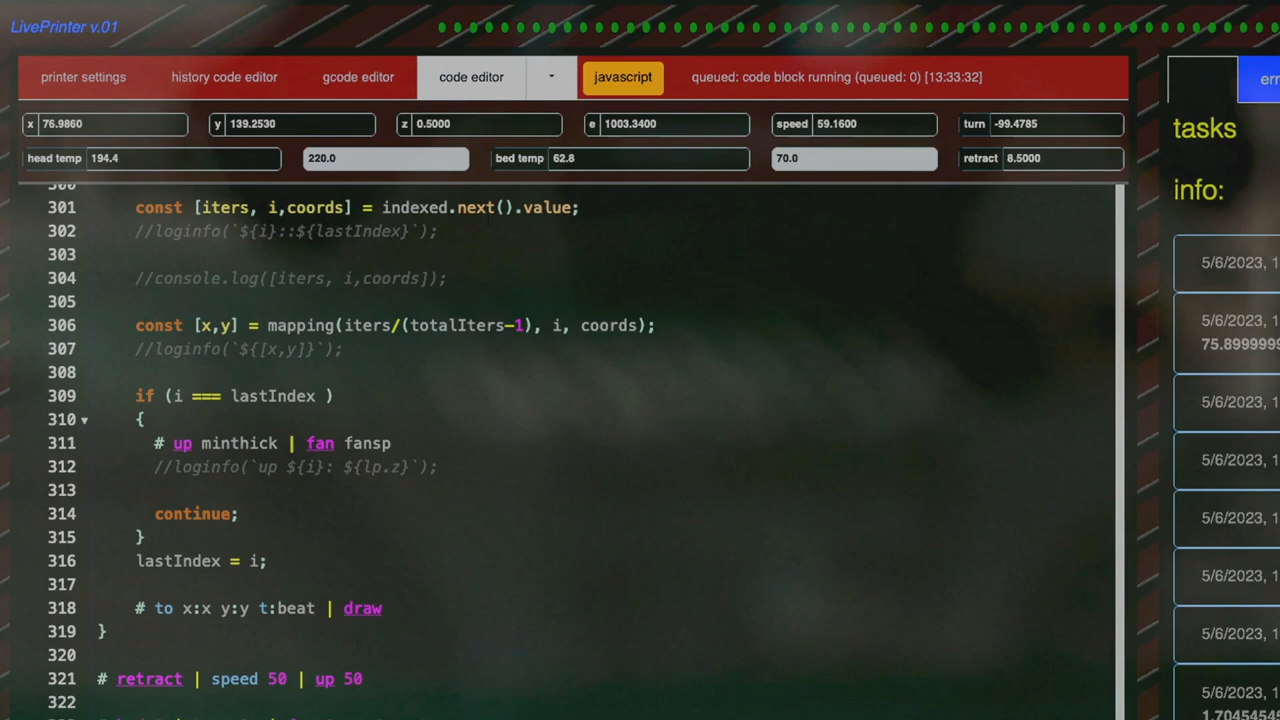 LivePrinter v.01
printer settings history code editor gcode editor code editor javascript queued: code block running (queued: 0) [13:33:32]
x 76.9860 y 139.2530 z 0.5000 e 1003.3400 speed 59.1600 turn -99.4785
head temp 194.4 220.0 bed temp 62.8 70.0 retract 8.5000
300
301 const [iters, i,coords] = indexed.next().value;
302 //loginfo(`${i}::${lastIndex}`);
303
304 //console.log([iters, i,coords]);
305
306 const [x,y] = mapping(iters/(totalIters-1), i, coords);
307 //loginfo(`${[x,y]}`);
308
309 if (i === lastIndex )
310 {
311 # up minthick | fan fansp
312 //loginfo(`up ${i}: ${lp.z}`);
313
314 continue;
315 }
316 lastIndex = i;
317
318 # to x:x y:y t:beat | draw
319 }
320
321 # retract | speed 50 | up 50
322
err
tasks
info:
5/6/2023, 1
5/6/2023, 1
75.8999999
5/6/2023, 1
5/6/2023, 1
5/6/2023, 1
5/6/2023, 1
5/6/2023, 1
5/6/2023, 1
1.70454545